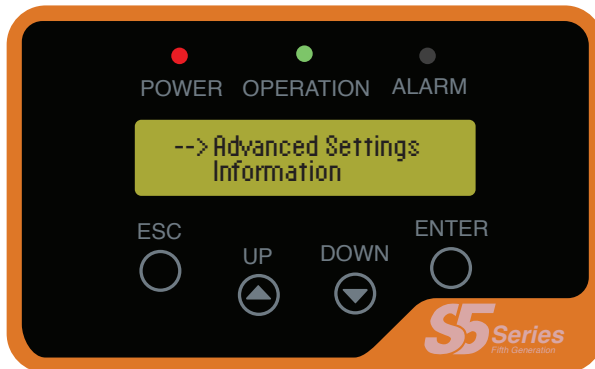 POWER OPERATION ALARM
-->Advanced Settings
Information
ESC UP DOWN ENTER
S5 Series
Fifth Generation